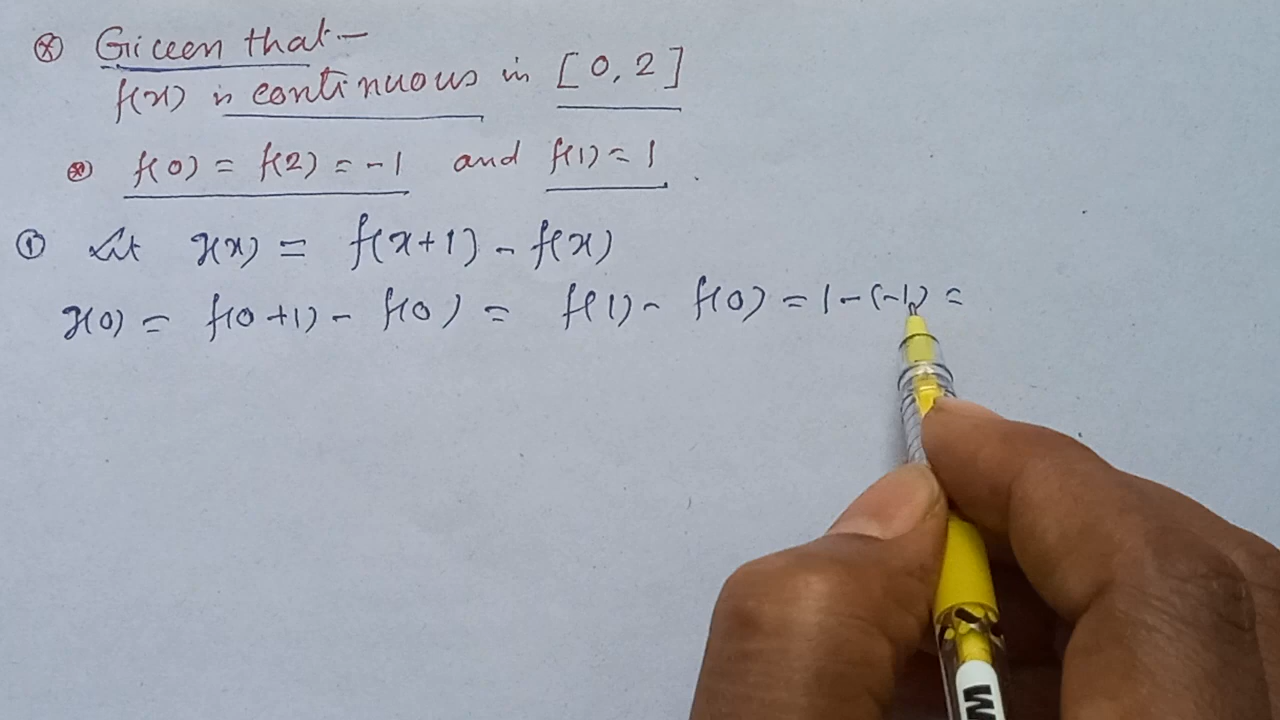 ⊗ Given that —
f(x) is continuous in [0, 2]
⊗ f(0) = f(2) = -1 and f(1) = 1.
① Let g(x) = f(x+1) - f(x)
g(0) = f(0+1) - f(0) = f(1) - f(0) = 1-(-1) =
W